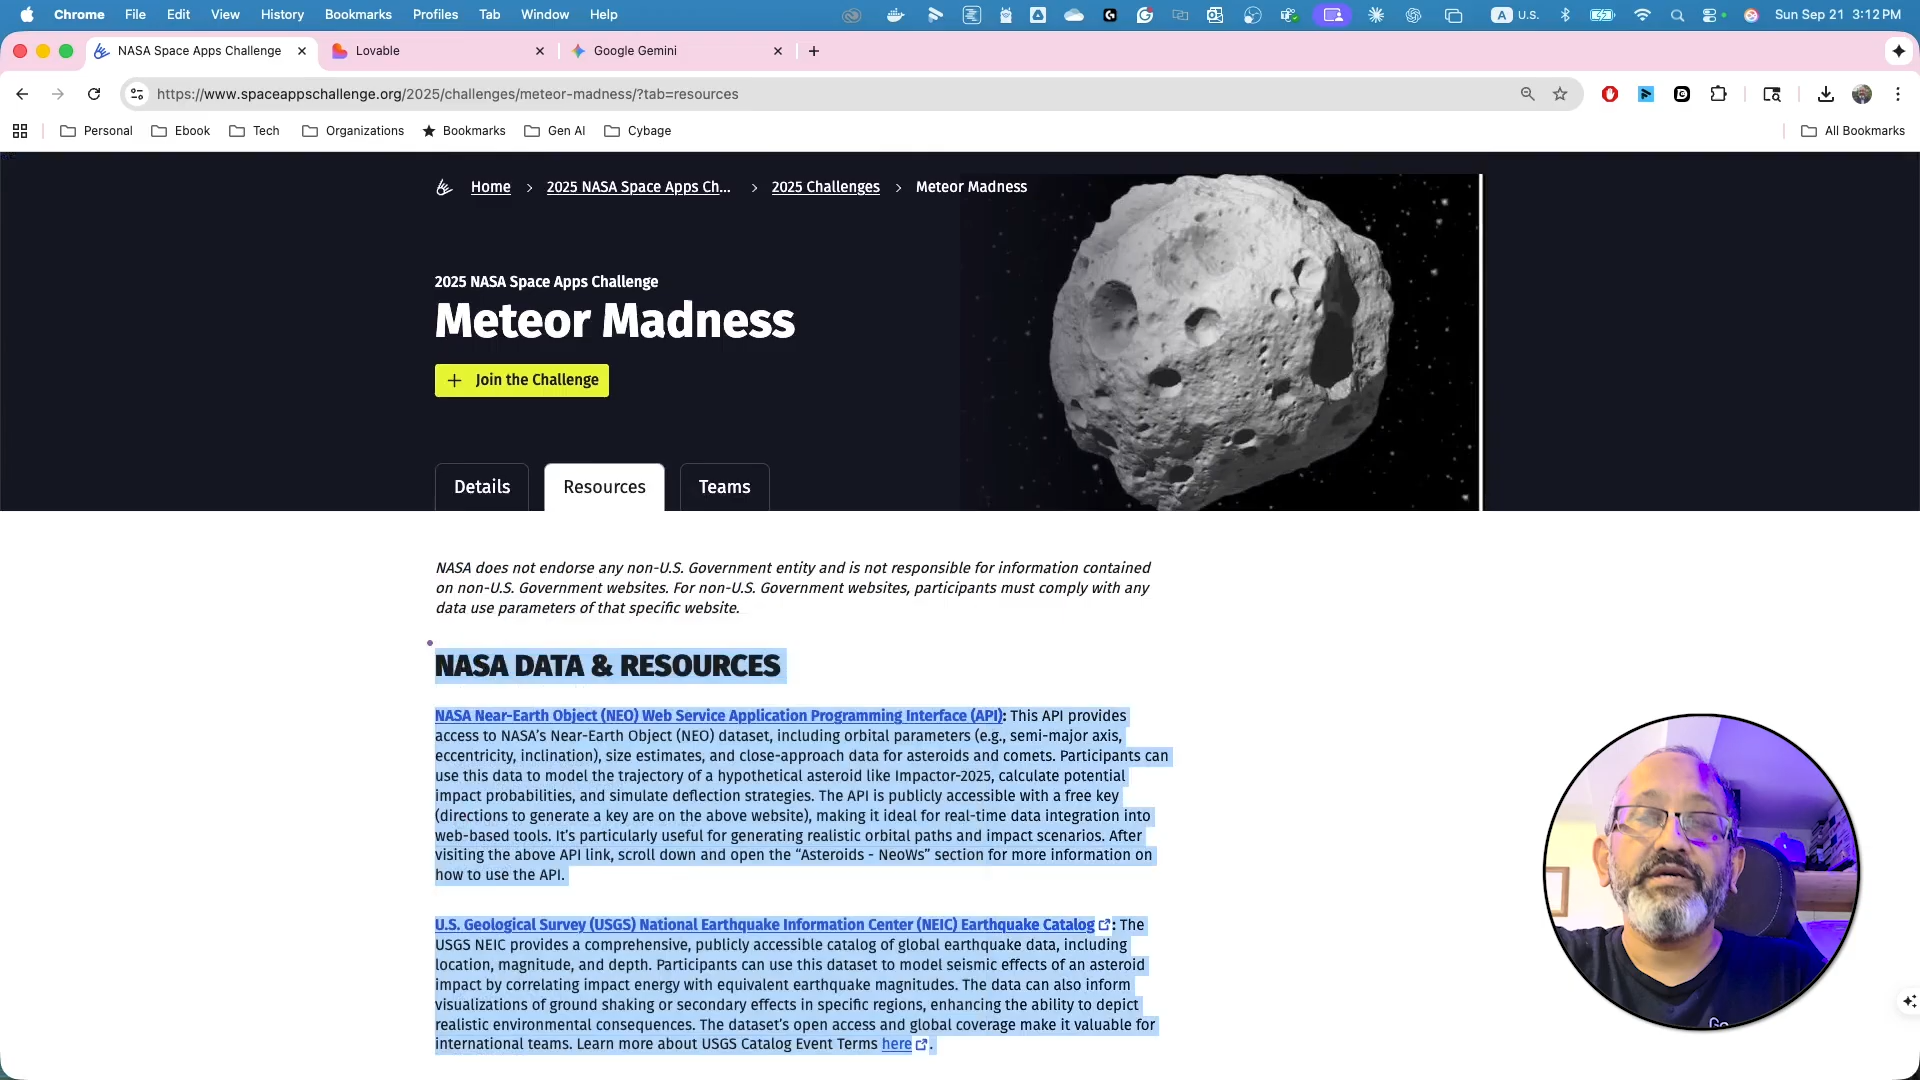 Chrome File Edit View History Bookmarks Profiles Tab Window Help A U.S. Sun Sep 21 3:12 PM
NASA Space Apps Challenge Lovable Google Gemini
https://www.spaceappschallenge.org/2025/challenges/meteor-madness/?tab=resources
Personal Ebook Tech Organizations Bookmarks Gen AI Cybage All Bookmarks
Home > 2025 NASA Space Apps Ch... > 2025 Challenges > Meteor Madness
2025 NASA Space Apps Challenge
Meteor Madness
+ Join the Challenge
Details Resources Teams
NASA does not endorse any non-U.S. Government entity and is not responsible for information contained
on non-U.S. Government websites. For non-U.S. Government websites, participants must comply with any
data use parameters of that specific website.
NASA DATA & RESOURCES
NASA Near-Earth Object (NEO) Web Service Application Programming Interface (API): This API provides
access to NASA's Near-Earth Object (NEO) dataset, including orbital parameters (e.g., semi-major axis,
eccentricity, inclination), size estimates, and close-approach data for asteroids and comets. Participants can
use this data to model the trajectory of a hypothetical asteroid like Impactor-2025, calculate potential
impact probabilities, and simulate deflection strategies. The API is publicly accessible with a free key
(directions to generate a key are on the above website), making it ideal for real-time data integration into
web-based tools. It's particularly useful for generating realistic orbital paths and impact scenarios. After
visiting the above API link, scroll down and open the “Asteroids - NeoWs” section for more information on
how to use the API.
U.S. Geological Survey (USGS) National Earthquake Information Center (NEIC) Earthquake Catalog: The
USGS NEIC provides a comprehensive, publicly accessible catalog of global earthquake data, including
location, magnitude, and depth. Participants can use this dataset to model seismic effects of an asteroid
impact by correlating impact energy with equivalent earthquake magnitudes. The data can also inform
visualizations of ground shaking or secondary effects in specific regions, enhancing the ability to depict
realistic environmental consequences. The dataset's open access and global coverage make it valuable for
international teams. Learn more about USGS Catalog Event Terms here.